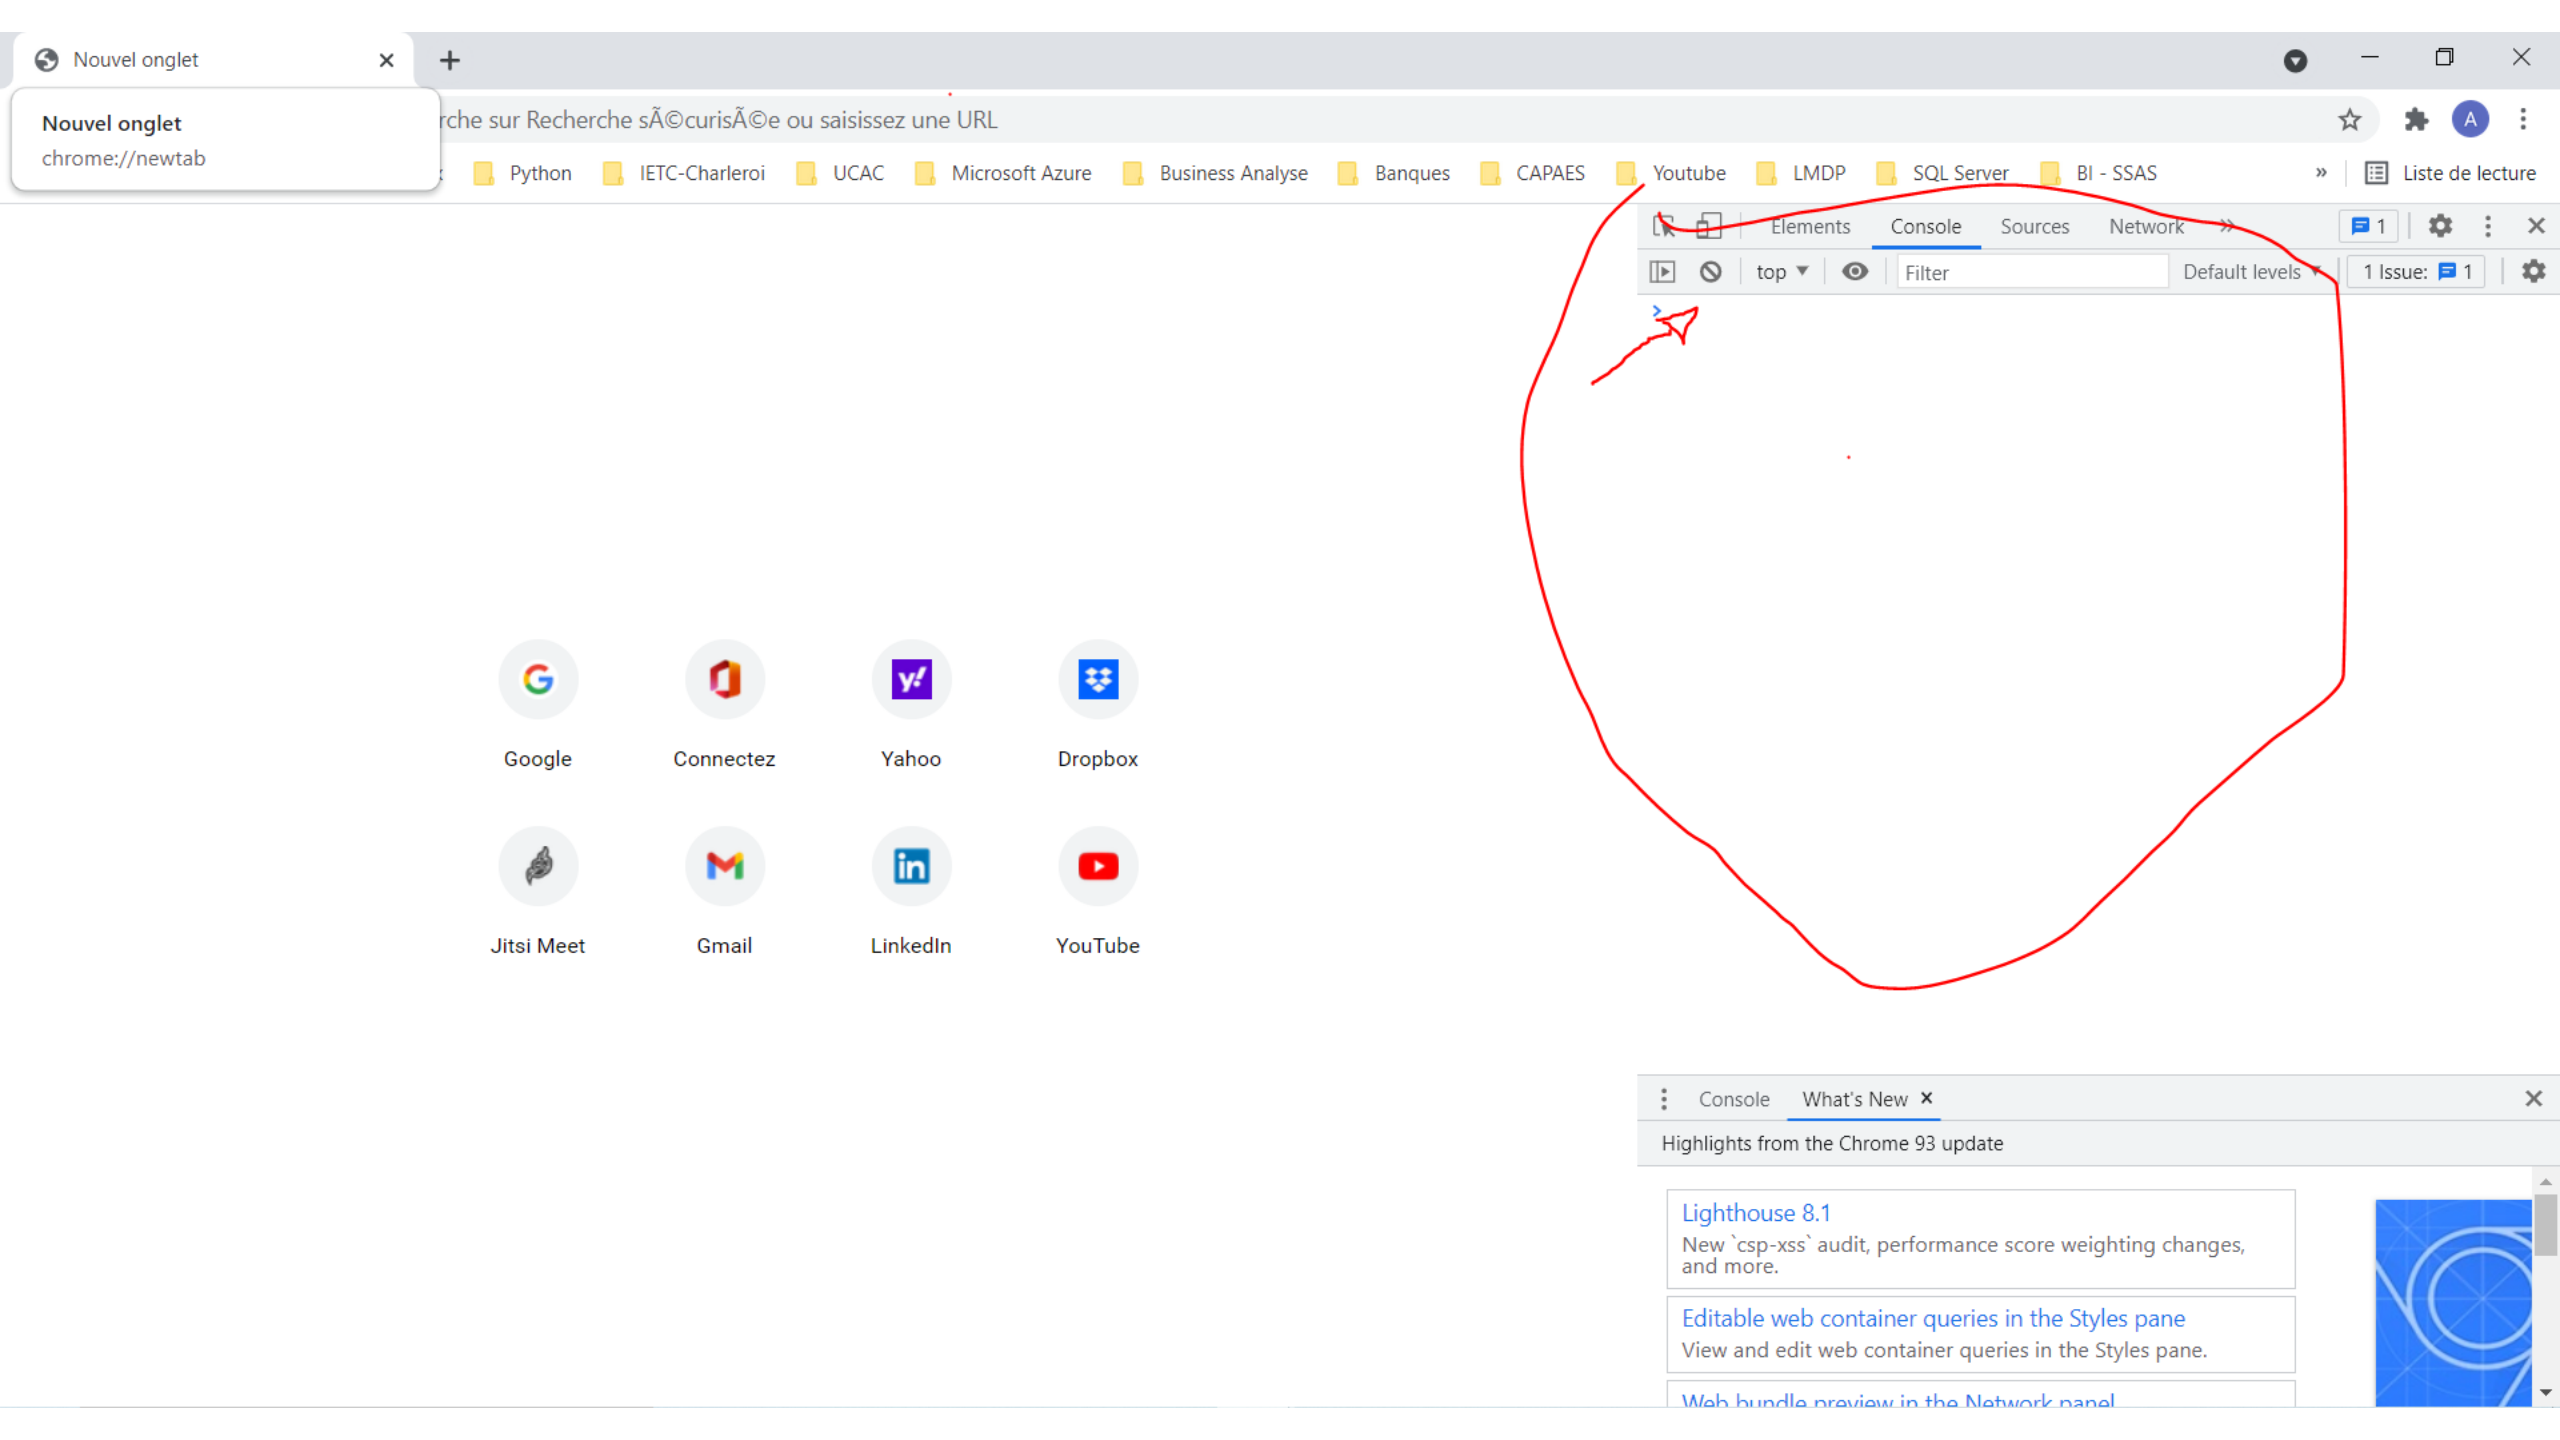 Nouvel onglet
Nouvel onglet
chrome://newtab
rche sur Recherche sÃ©curisÃ©e ou saisissez une URL
A
Python IETC-Charleroi UCAC Microsoft Azure Business Analyse Banques CAPAES Youtube LMDP SQL Server BI - SSAS » Liste de lecture
Elements Console Sources Network » 1
top Filter Default levels 1 Issue: 1
Google Connectez Yahoo Dropbox
Jitsi Meet Gmail LinkedIn YouTube
Console What's New
Highlights from the Chrome 93 update
Lighthouse 8.1
New `csp-xss` audit, performance score weighting changes,
and more.
Editable web container queries in the Styles pane
View and edit web container queries in the Styles pane.
Web bundle preview in the Network panel